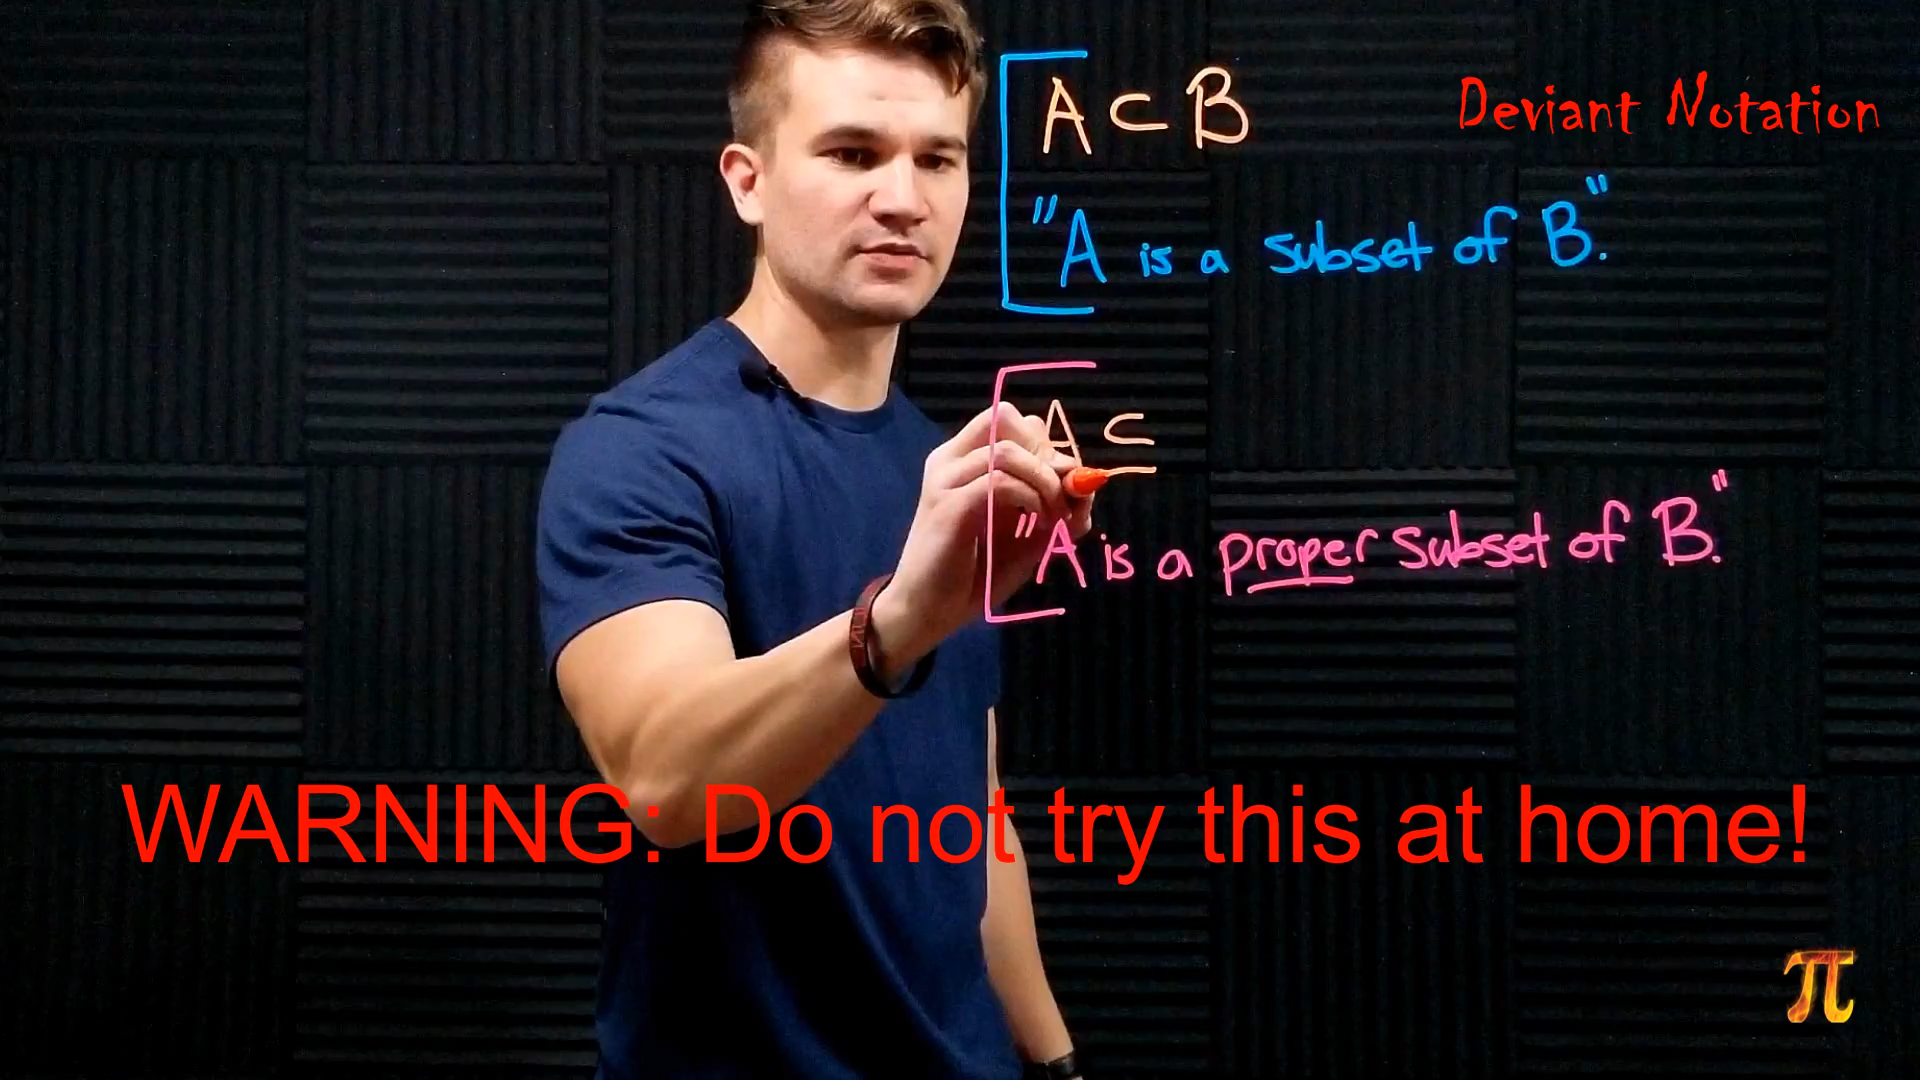 A ⊂ B
Deviant Notation
"A is a subset of B."
A ⊂
"A is a proper subset of B."
WARNING: Do not try this at home!
π